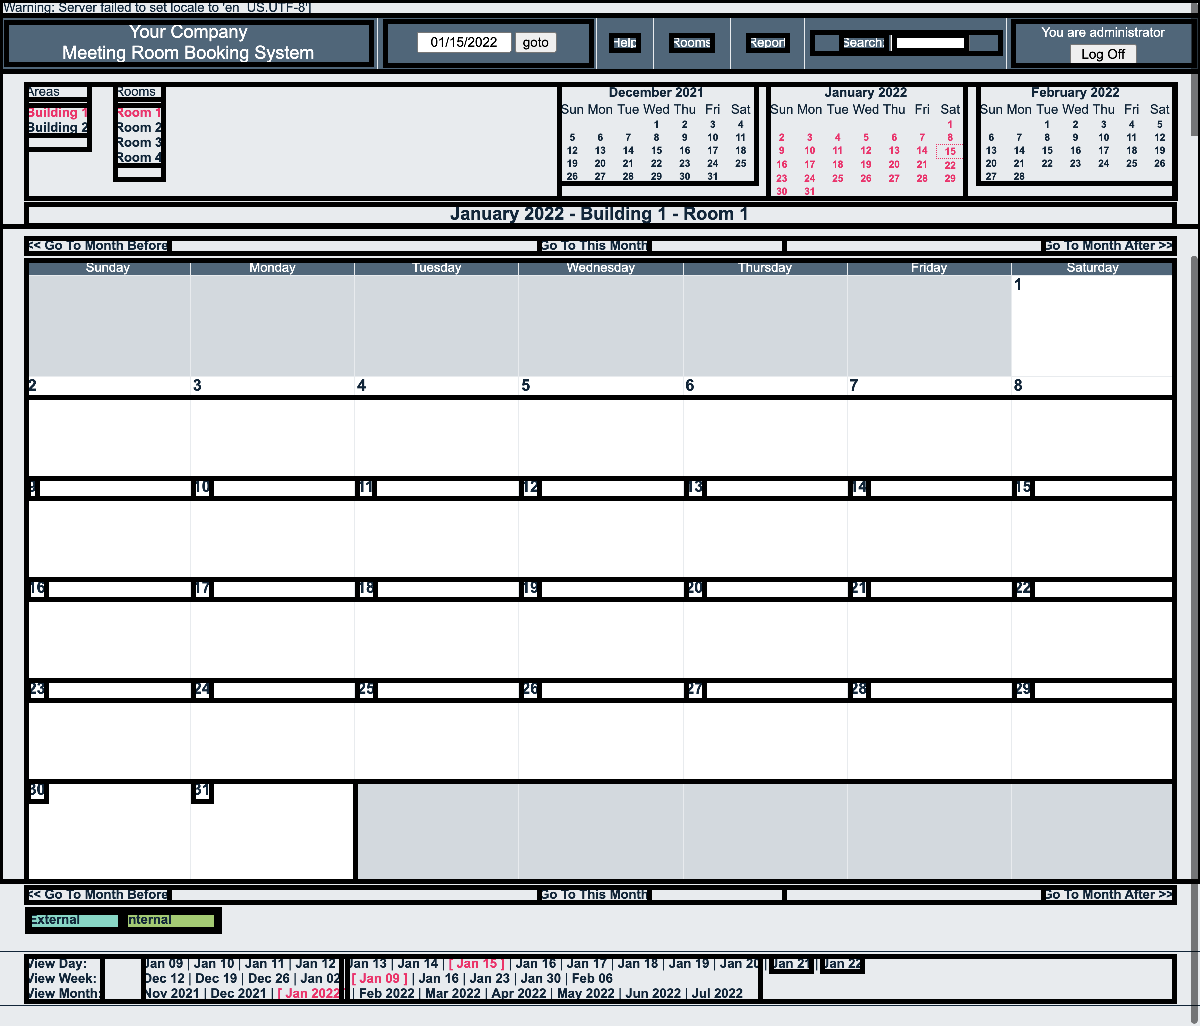 Warning: Server failed to set locale to 'en_US.UTF-8']
Your Company
Meeting Room Booking System
01/15/2022 goto
Help
Rooms
Report
Search:
You are administrator
Log Off
Areas
Building 1
Building 2
Rooms
Room 1
Room 2
Room 3
Room 4
December 2021
Sun Mon Tue Wed Thu Fri Sat
1 2 3 4
5 6 7 8 9 10 11
12 13 14 15 16 17 18
19 20 21 22 23 24 25
26 27 28 29 30 31
January 2022
Sun Mon Tue Wed Thu Fri Sat
1
2 3 4 5 6 7 8
9 10 11 12 13 14 15
16 17 18 19 20 21 22
23 24 25 26 27 28 29
30 31
February 2022
Sun Mon Tue Wed Thu Fri Sat
1 2 3 4 5
6 7 8 9 10 11 12
13 14 15 16 17 18 19
20 21 22 23 24 25 26
27 28
January 2022 - Building 1 - Room 1
<< Go To Month Before Go To This Month Go To Month After >>
Sunday Monday Tuesday Wednesday Thursday Friday Saturday
1
2 3 4 5 6 7 8
9 10 11 12 13 14 15
16 17 18 19 20 21 22
23 24 25 26 27 28 29
30 31
<< Go To Month Before Go To This Month Go To Month After >>
External Internal
View Day: Jan 09 | Jan 10 | Jan 11 | Jan 12 | Jan 13 | Jan 14 | [ Jan 15 ] | Jan 16 | Jan 17 | Jan 18 | Jan 19 | Jan 20 | Jan 21 | Jan 22
View Week: Dec 12 | Dec 19 | Dec 26 | Jan 02 | [ Jan 09 ] | Jan 16 | Jan 23 | Jan 30 | Feb 06
View Month: Nov 2021 | Dec 2021 | [ Jan 2022 ] | Feb 2022 | Mar 2022 | Apr 2022 | May 2022 | Jun 2022 | Jul 2022